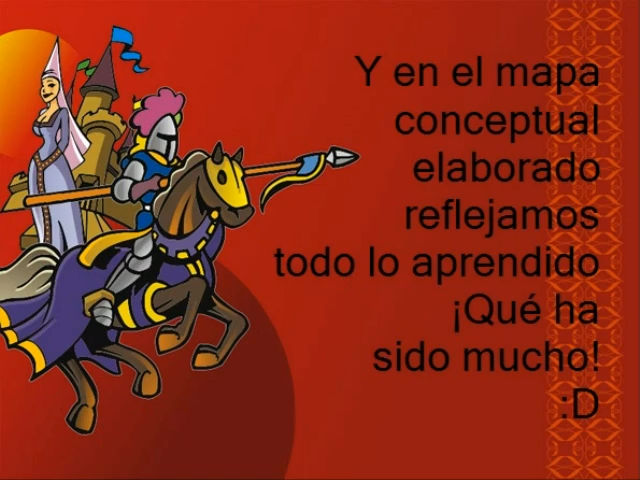 Y en el mapa
conceptual
elaborado
reflejamos
todo lo aprendido
¡Qué ha
sido mucho!
:D